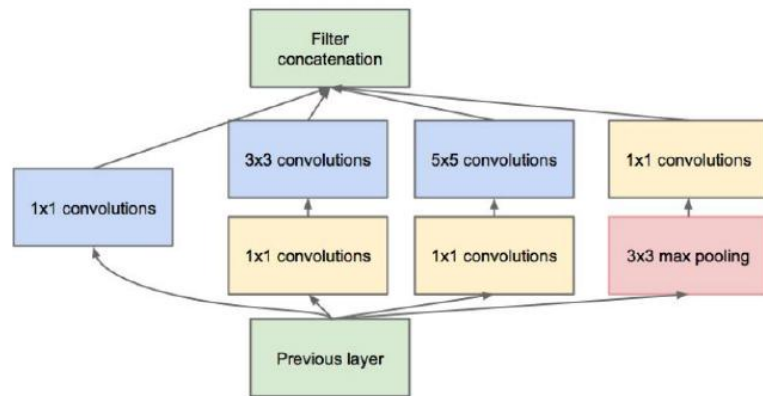 Filter
concatenation
3x3 convolutions
5x5 convolutions
1x1 convolutions
1x1 convolutions
1x1 convolutions
1x1 convolutions
3x3 max pooling
Previous layer